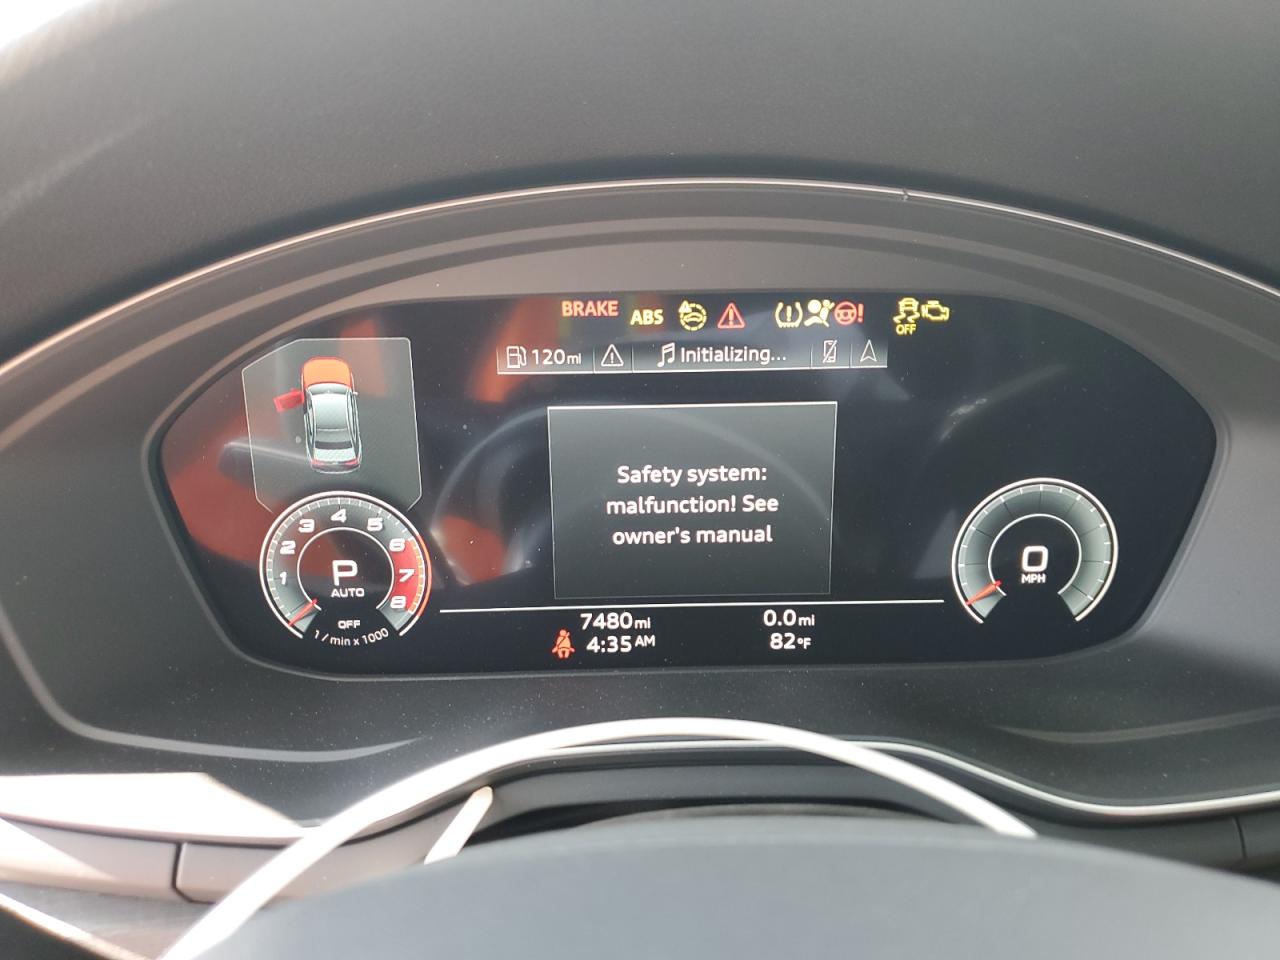 BRAKE ABS
OFF
120mi Initializing...
Safety system:
malfunction! See
owner's manual
1 2 3 4 5 6 7 8
P
AUTO
OFF
1 / min x 1000
0
MPH
7480mi 0.0mi
4:35AM 82°F